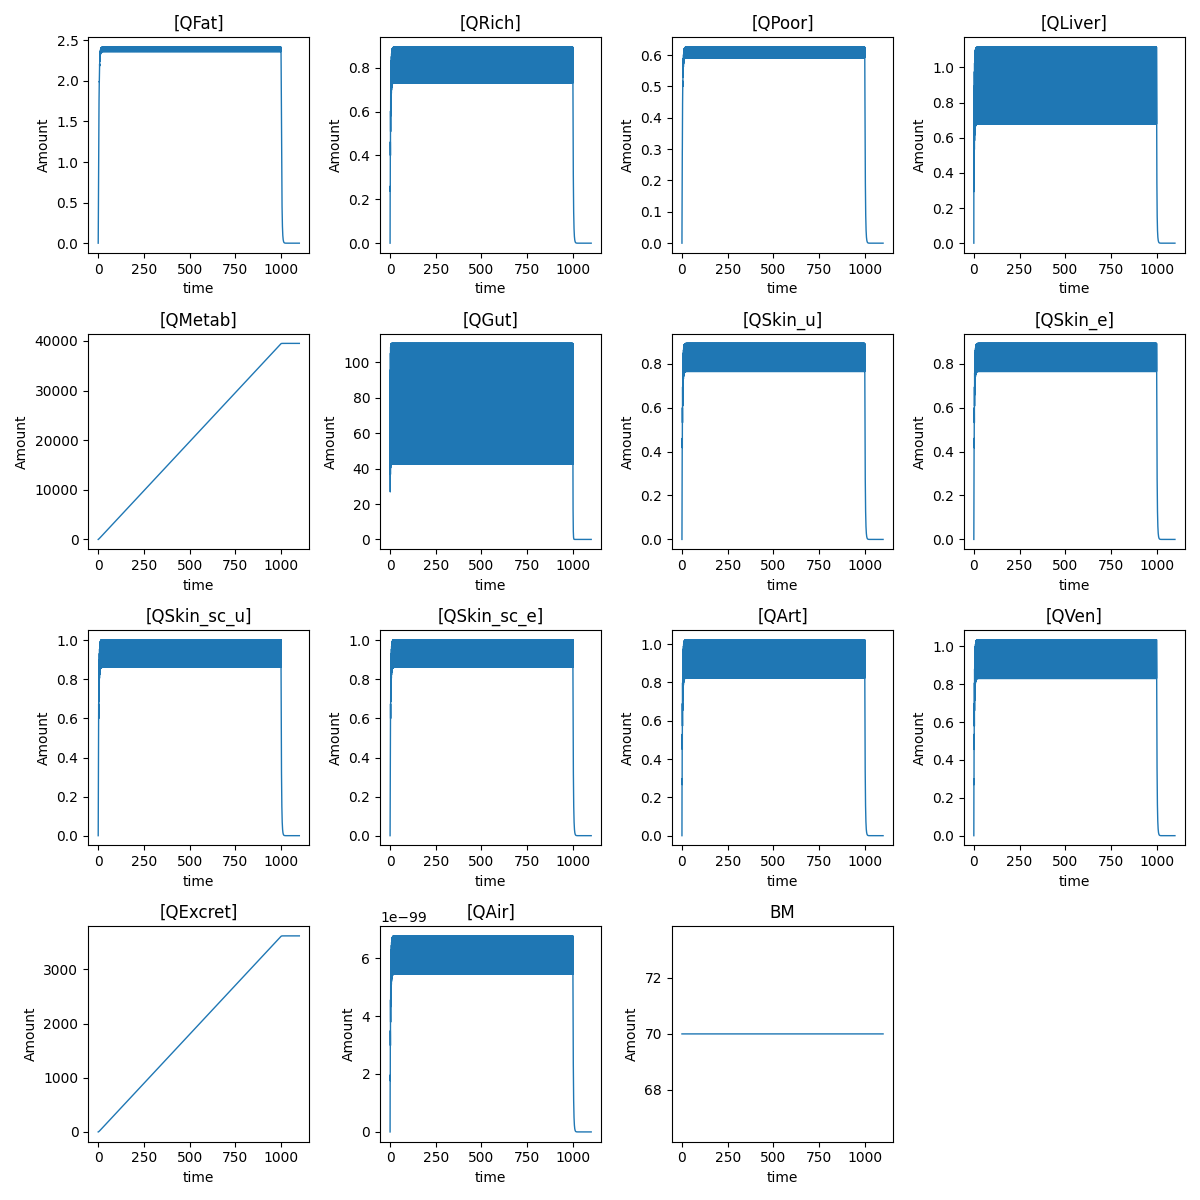 [QFat] [QRich] [QPoor] [QLiver]
2.5
2.0
1.5
1.0
0.5
0.0
Amount
0 250 500 750 1000
time
0.8
0.6
0.4
0.2
0.0
Amount
0 250 500 750 1000
time
0.6
0.5
0.4
0.3
0.2
0.1
0.0
Amount
0 250 500 750 1000
time
1.0
0.8
0.6
0.4
0.2
0.0
Amount
0 250 500 750 1000
time
[QMetab] [QGut] [QSkin_u] [QSkin_e]
40000
30000
20000
10000
0
Amount
0 250 500 750 1000
time
100
80
60
40
20
0
Amount
0 250 500 750 1000
time
0.8
0.6
0.4
0.2
0.0
Amount
0 250 500 750 1000
time
0.8
0.6
0.4
0.2
0.0
Amount
0 250 500 750 1000
time
[QSkin_sc_u] [QSkin_sc_e] [QArt] [QVen]
1.0
0.8
0.6
0.4
0.2
0.0
Amount
0 250 500 750 1000
time
1.0
0.8
0.6
0.4
0.2
0.0
Amount
0 250 500 750 1000
time
1.0
0.8
0.6
0.4
0.2
0.0
Amount
0 250 500 750 1000
time
1.0
0.8
0.6
0.4
0.2
0.0
Amount
0 250 500 750 1000
time
[QExcret] [QAir] BM
3000
2000
1000
0
Amount
0 250 500 750 1000
time
1e−99
6
4
2
0
Amount
0 250 500 750 1000
time
72
70
68
Amount
0 250 500 750 1000
time